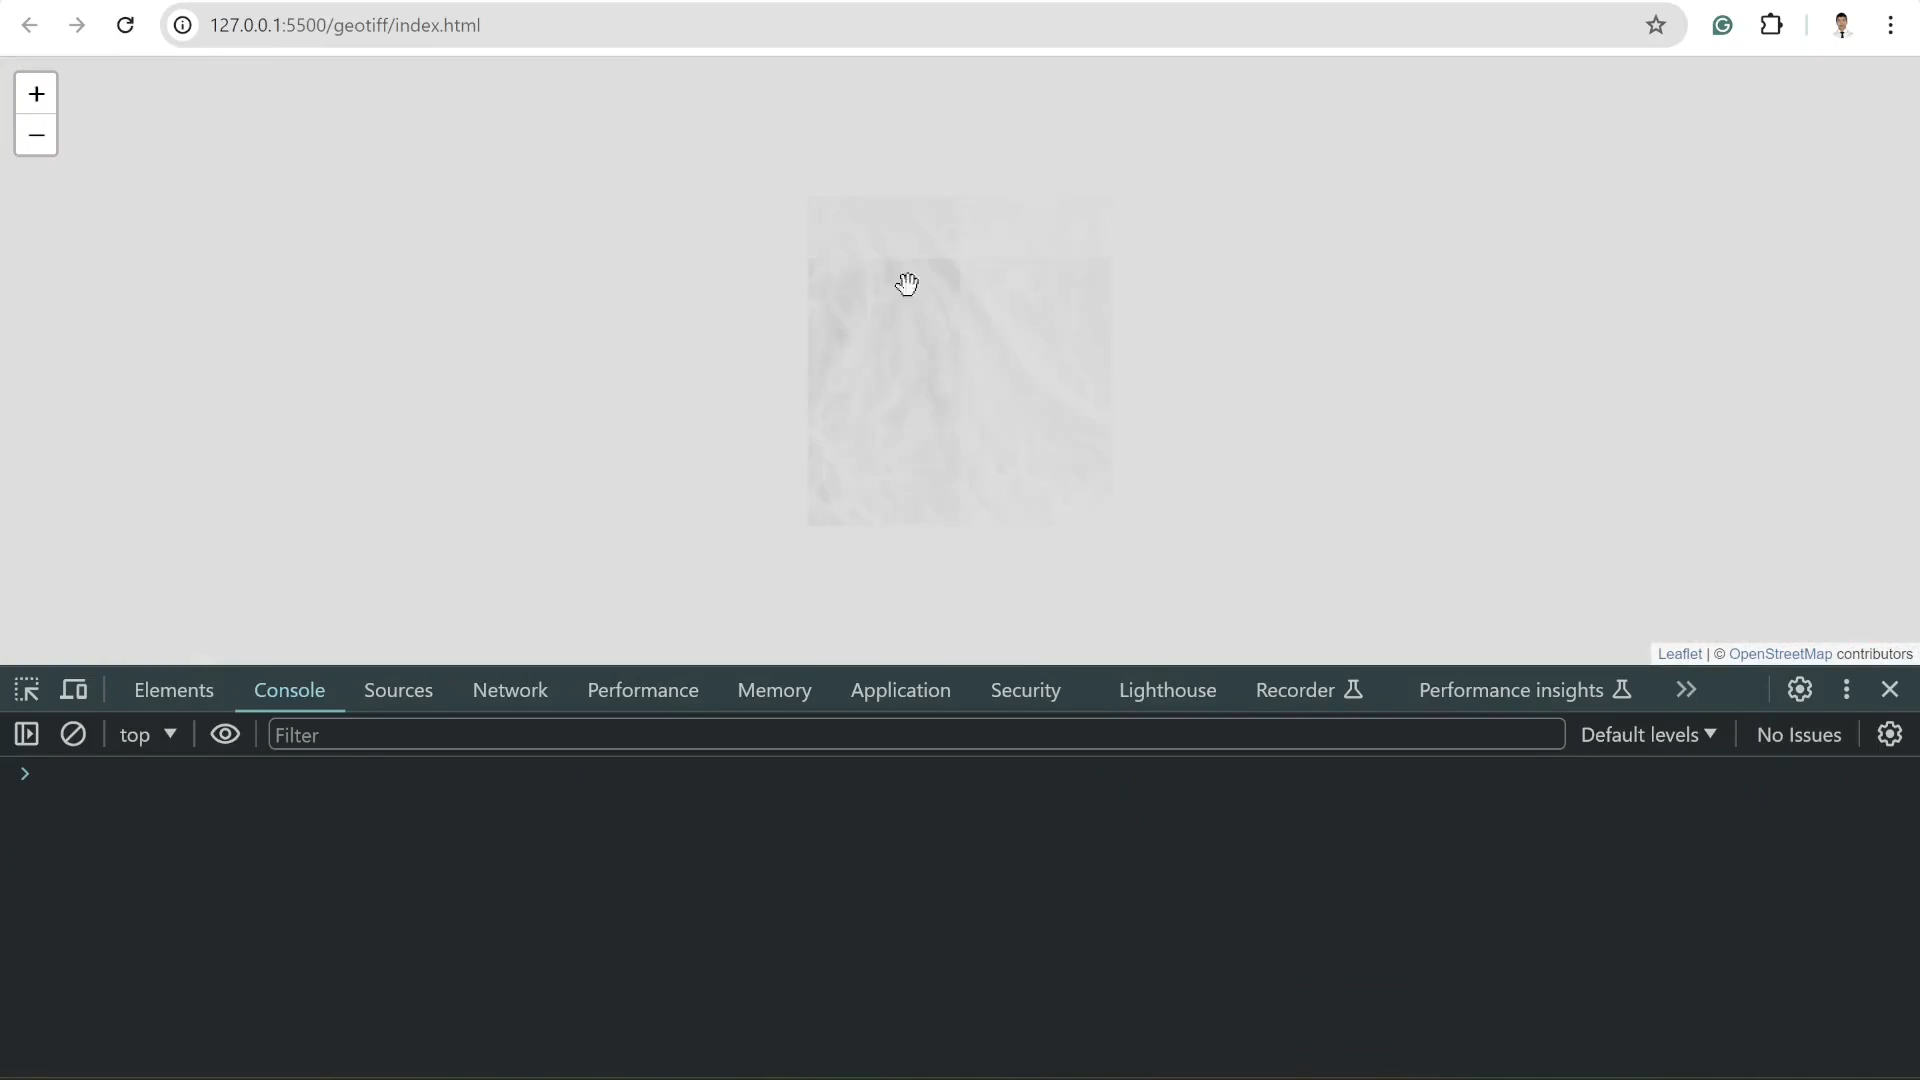 127.0.0.1:5500/geotiff/index.html
+
−
Leaflet | © OpenStreetMap contributors
Elements Console Sources Network Performance Memory Application Security Lighthouse Recorder Performance insights
top Filter Default levels No Issues